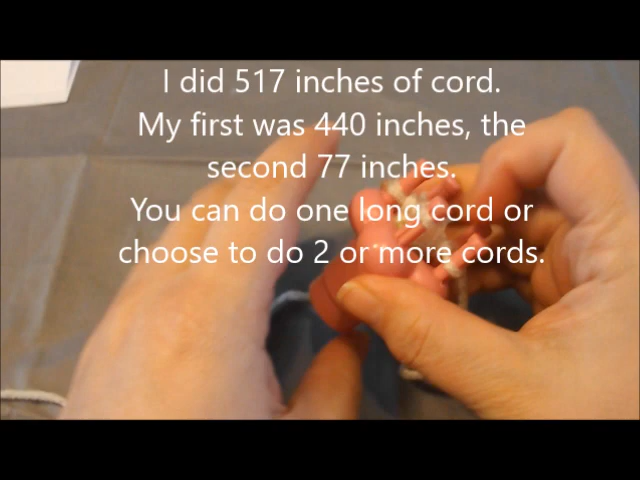 I did 517 inches of cord.
My first was 440 inches, the
second 77 inches.
You can do one long cord or
choose to do 2 or more cords.